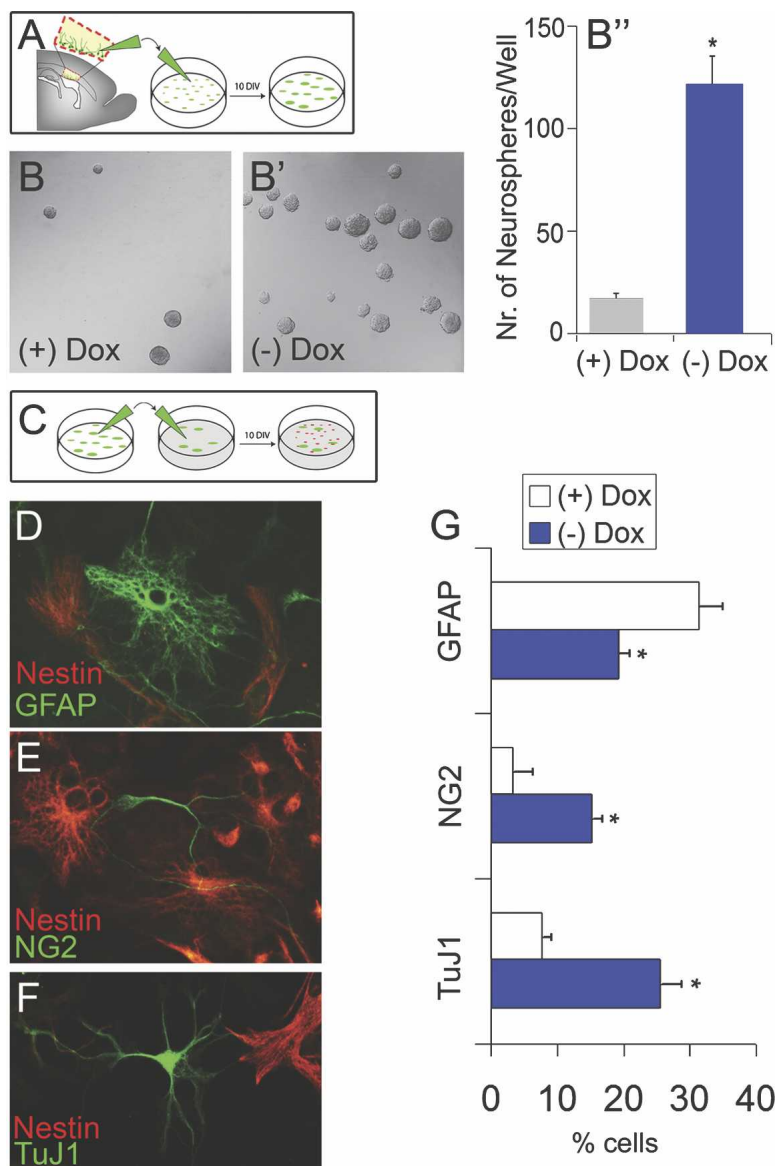 A
10 DIV
B
(+) Dox
B'
(-) Dox
B''
Nr. of Neurospheres/Well
150
100
50
0
*
(+) Dox
(-) Dox
C
10 DIV
D
Nestin
GFAP
E
Nestin
NG2
F
Nestin
TuJ1
G
(+) Dox
(-) Dox
GFAP
*
NG2
*
TuJ1
*
0 10 20 30 40
% cells